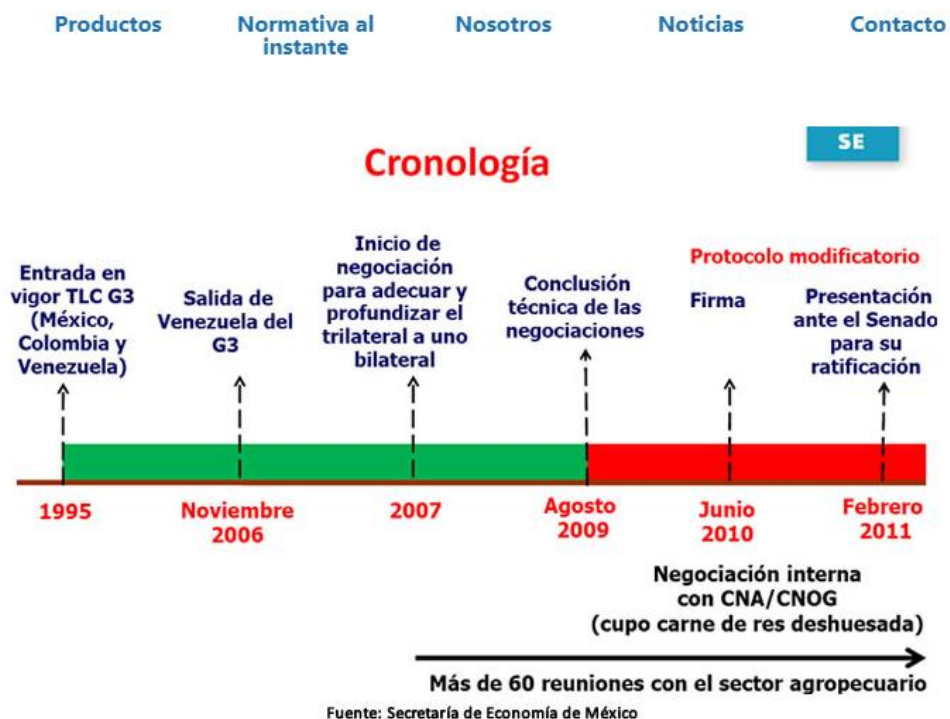 Productos
Normativa al
instante
Nosotros
Noticias
Contacto
SE
Cronología
Entrada en
vigor TLC G3
(México,
Colombia y
Venezuela)
Salida de
Venezuela del
G3
Inicio de
negociación
para adecuar y
profundizar el
trilateral a uno
bilateral
Conclusión
técnica de las
negociaciones
Protocolo modificatorio
Firma
Presentación
ante el Senado
para su
ratificación
1995
Noviembre
2006
2007
Agosto
2009
Junio
2010
Febrero
2011
Negociación interna
con CNA/CNOG
(cupo carne de res deshuesada)
Más de 60 reuniones con el sector agropecuario
Fuente: Secretaría de Economía de México